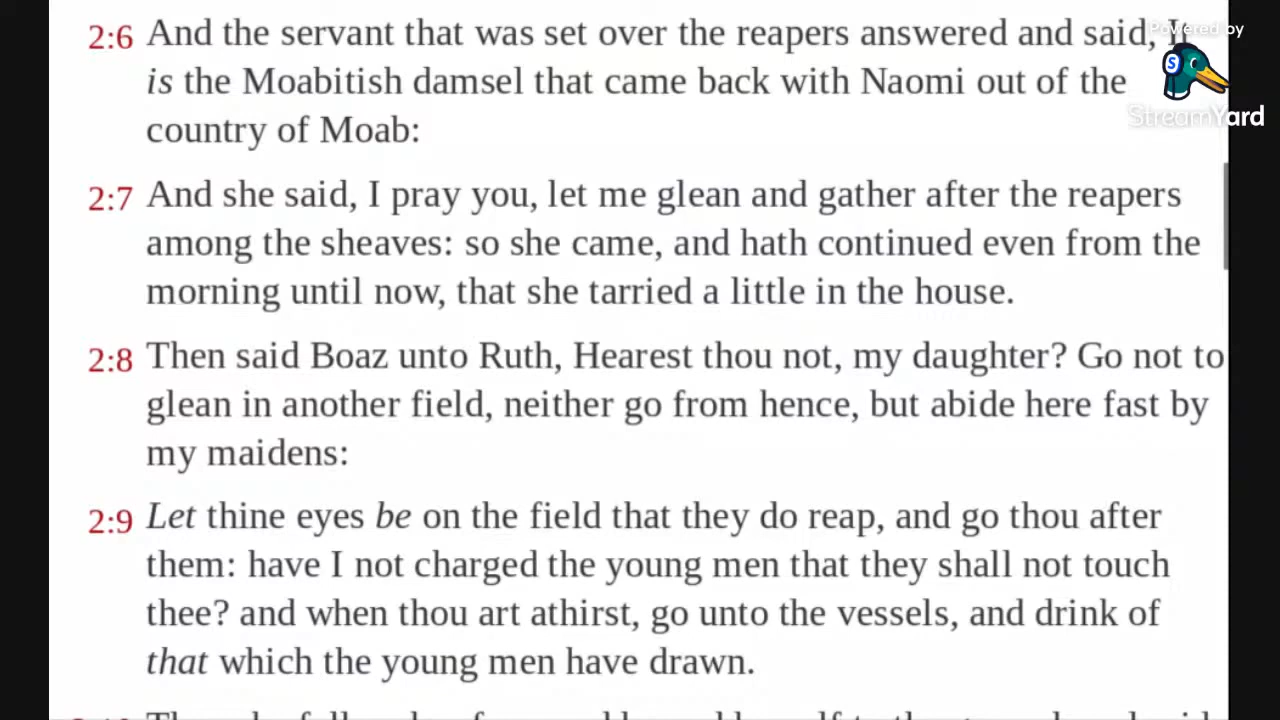 Powered by
2:6 And the servant that was set over the reapers answered and said, It
is the Moabitish damsel that came back with Naomi out of the
StreamYard
country of Moab:
2:7 And she said, I pray you, let me glean and gather after the reapers
among the sheaves: so she came, and hath continued even from the
morning until now, that she tarried a little in the house.
2:8 Then said Boaz unto Ruth, Hearest thou not, my daughter? Go not to
glean in another field, neither go from hence, but abide here fast by
my maidens:
2:9 Let thine eyes be on the field that they do reap, and go thou after
them: have I not charged the young men that they shall not touch
thee? and when thou art athirst, go unto the vessels, and drink of
that which the young men have drawn.